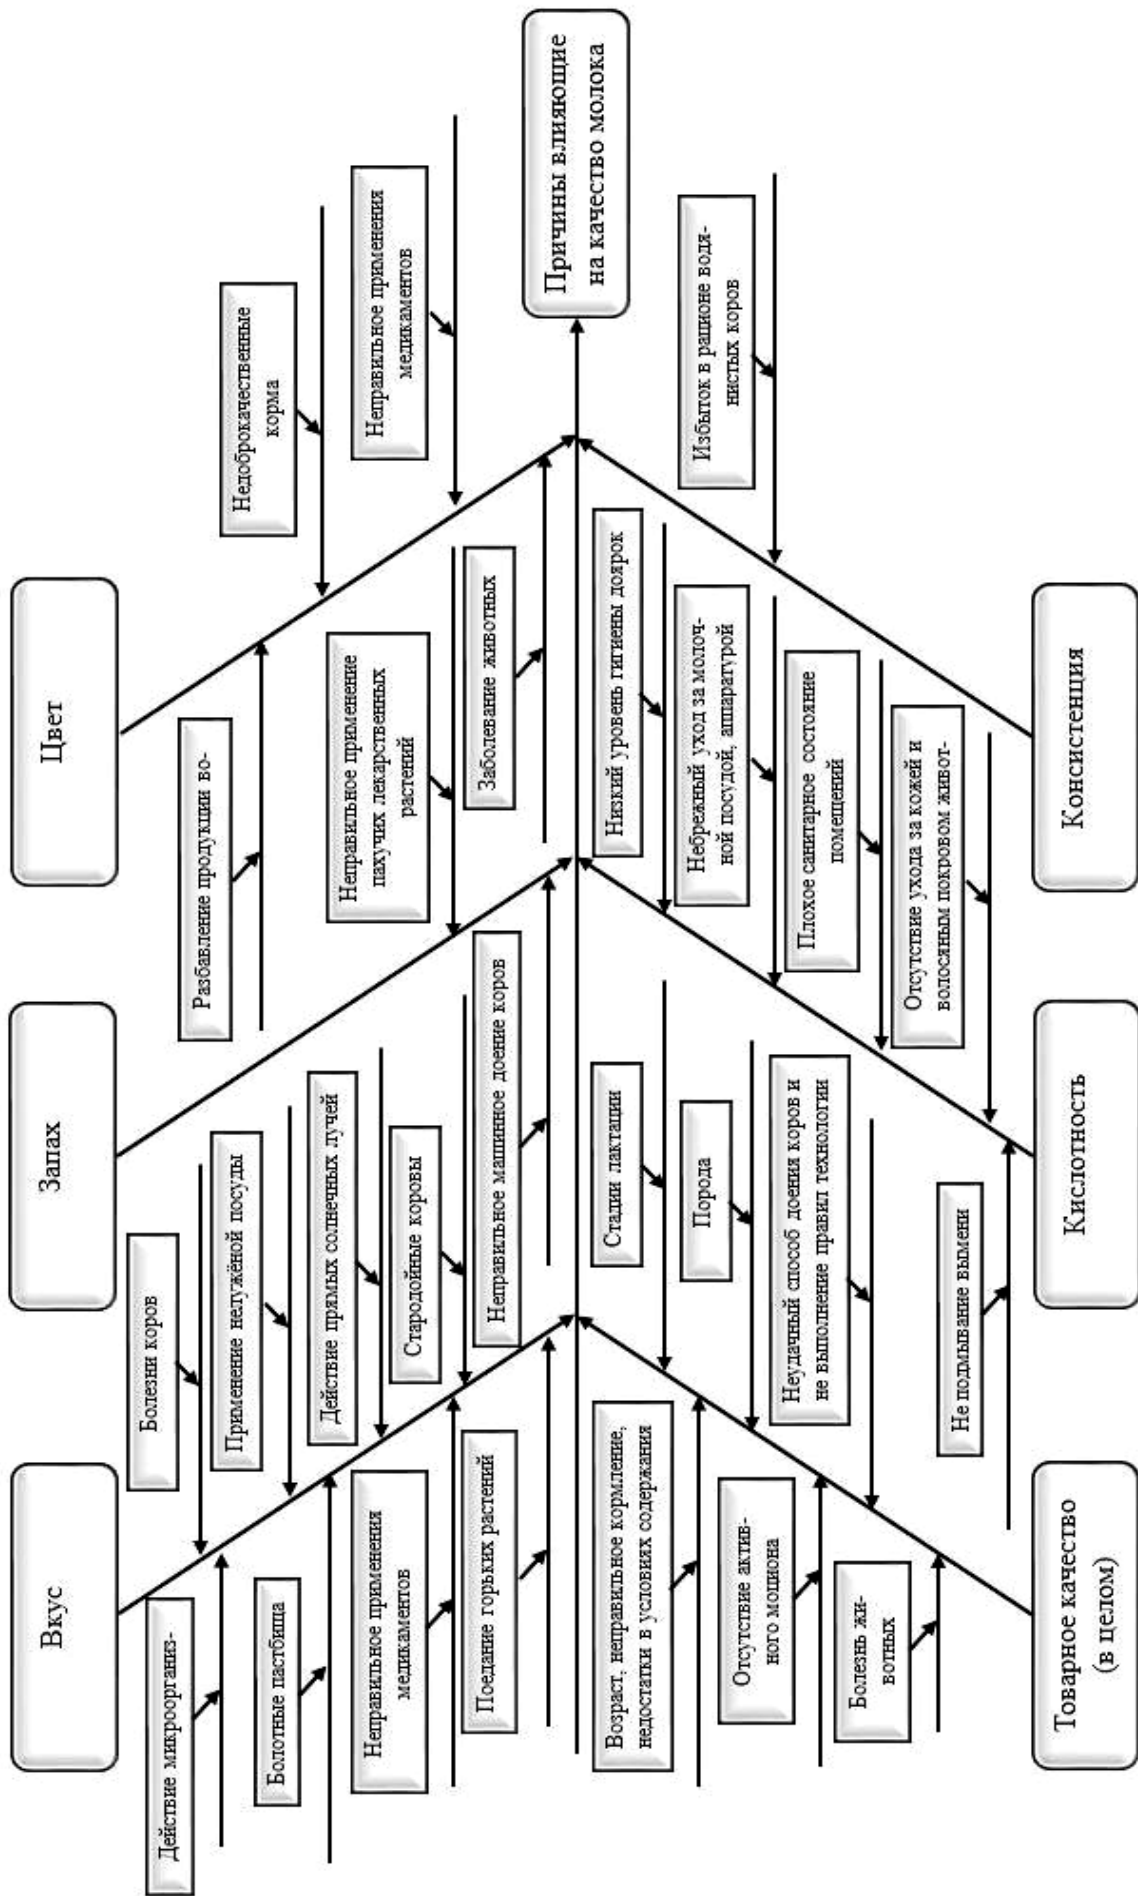 Вкус
Запах
Цвет
Действие микроорганиз-
Болотные пастбища
Неправильное применения
медикаментов
Поедание горьких растений
Болезни коров
Применение нелужёной посуды
Действие прямых солнечных лучей
Стародойные коровы
Неправильное машинное доение коров
Разбавление продукции во-
Неправильное применение
пахучих лекарственных
растений
Заболевание животных
Недоброкачественные
корма
Неправильное применения
медикаментов
Причины влияющие
на качество молока
Возраст, неправильное кормление,
недостатки в условиях содержания
Отсутствие актив-
ного моциона
Болезнь жи-
вотных
Стадии лактации
Порода
Неудачный способ доения коров и
не выполнение правил технологии
Не подмывание вымени
Низкий уровень гигиены доярок
Небрежный уход за молоч-
ной посудой, аппаратурой
Плохое санитарное состояние
помещений
Отсутствие ухода за кожей и
волосяным покровом живот-
Избыток в рационе водя-
нистых коров
Товарное качество
(в целом)
Кислотность
Консистенция